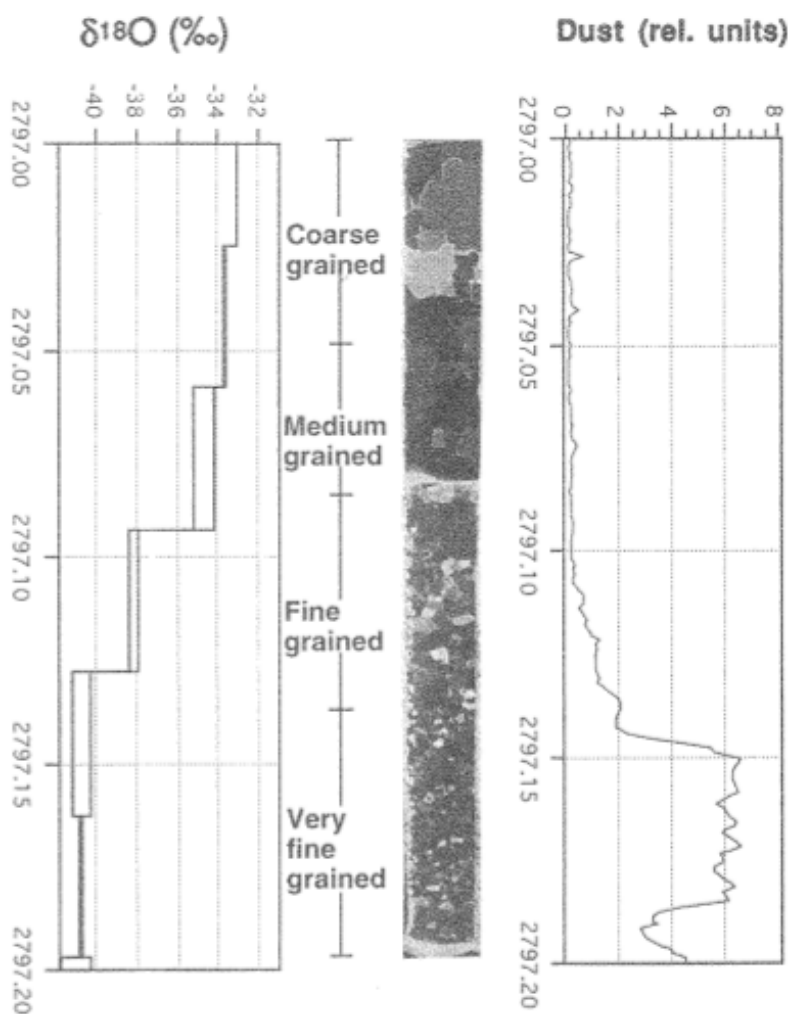 δ18O (‰)
Dust (rel. units)
-40
-38
-36
-34
-32
0
2
4
6
8
2797.00
2797.05
2797.10
2797.15
2797.20
Coarse
grained
Medium
grained
Fine
grained
Very
fine
grained
2797.00
2797.05
2797.10
2797.15
2797.20